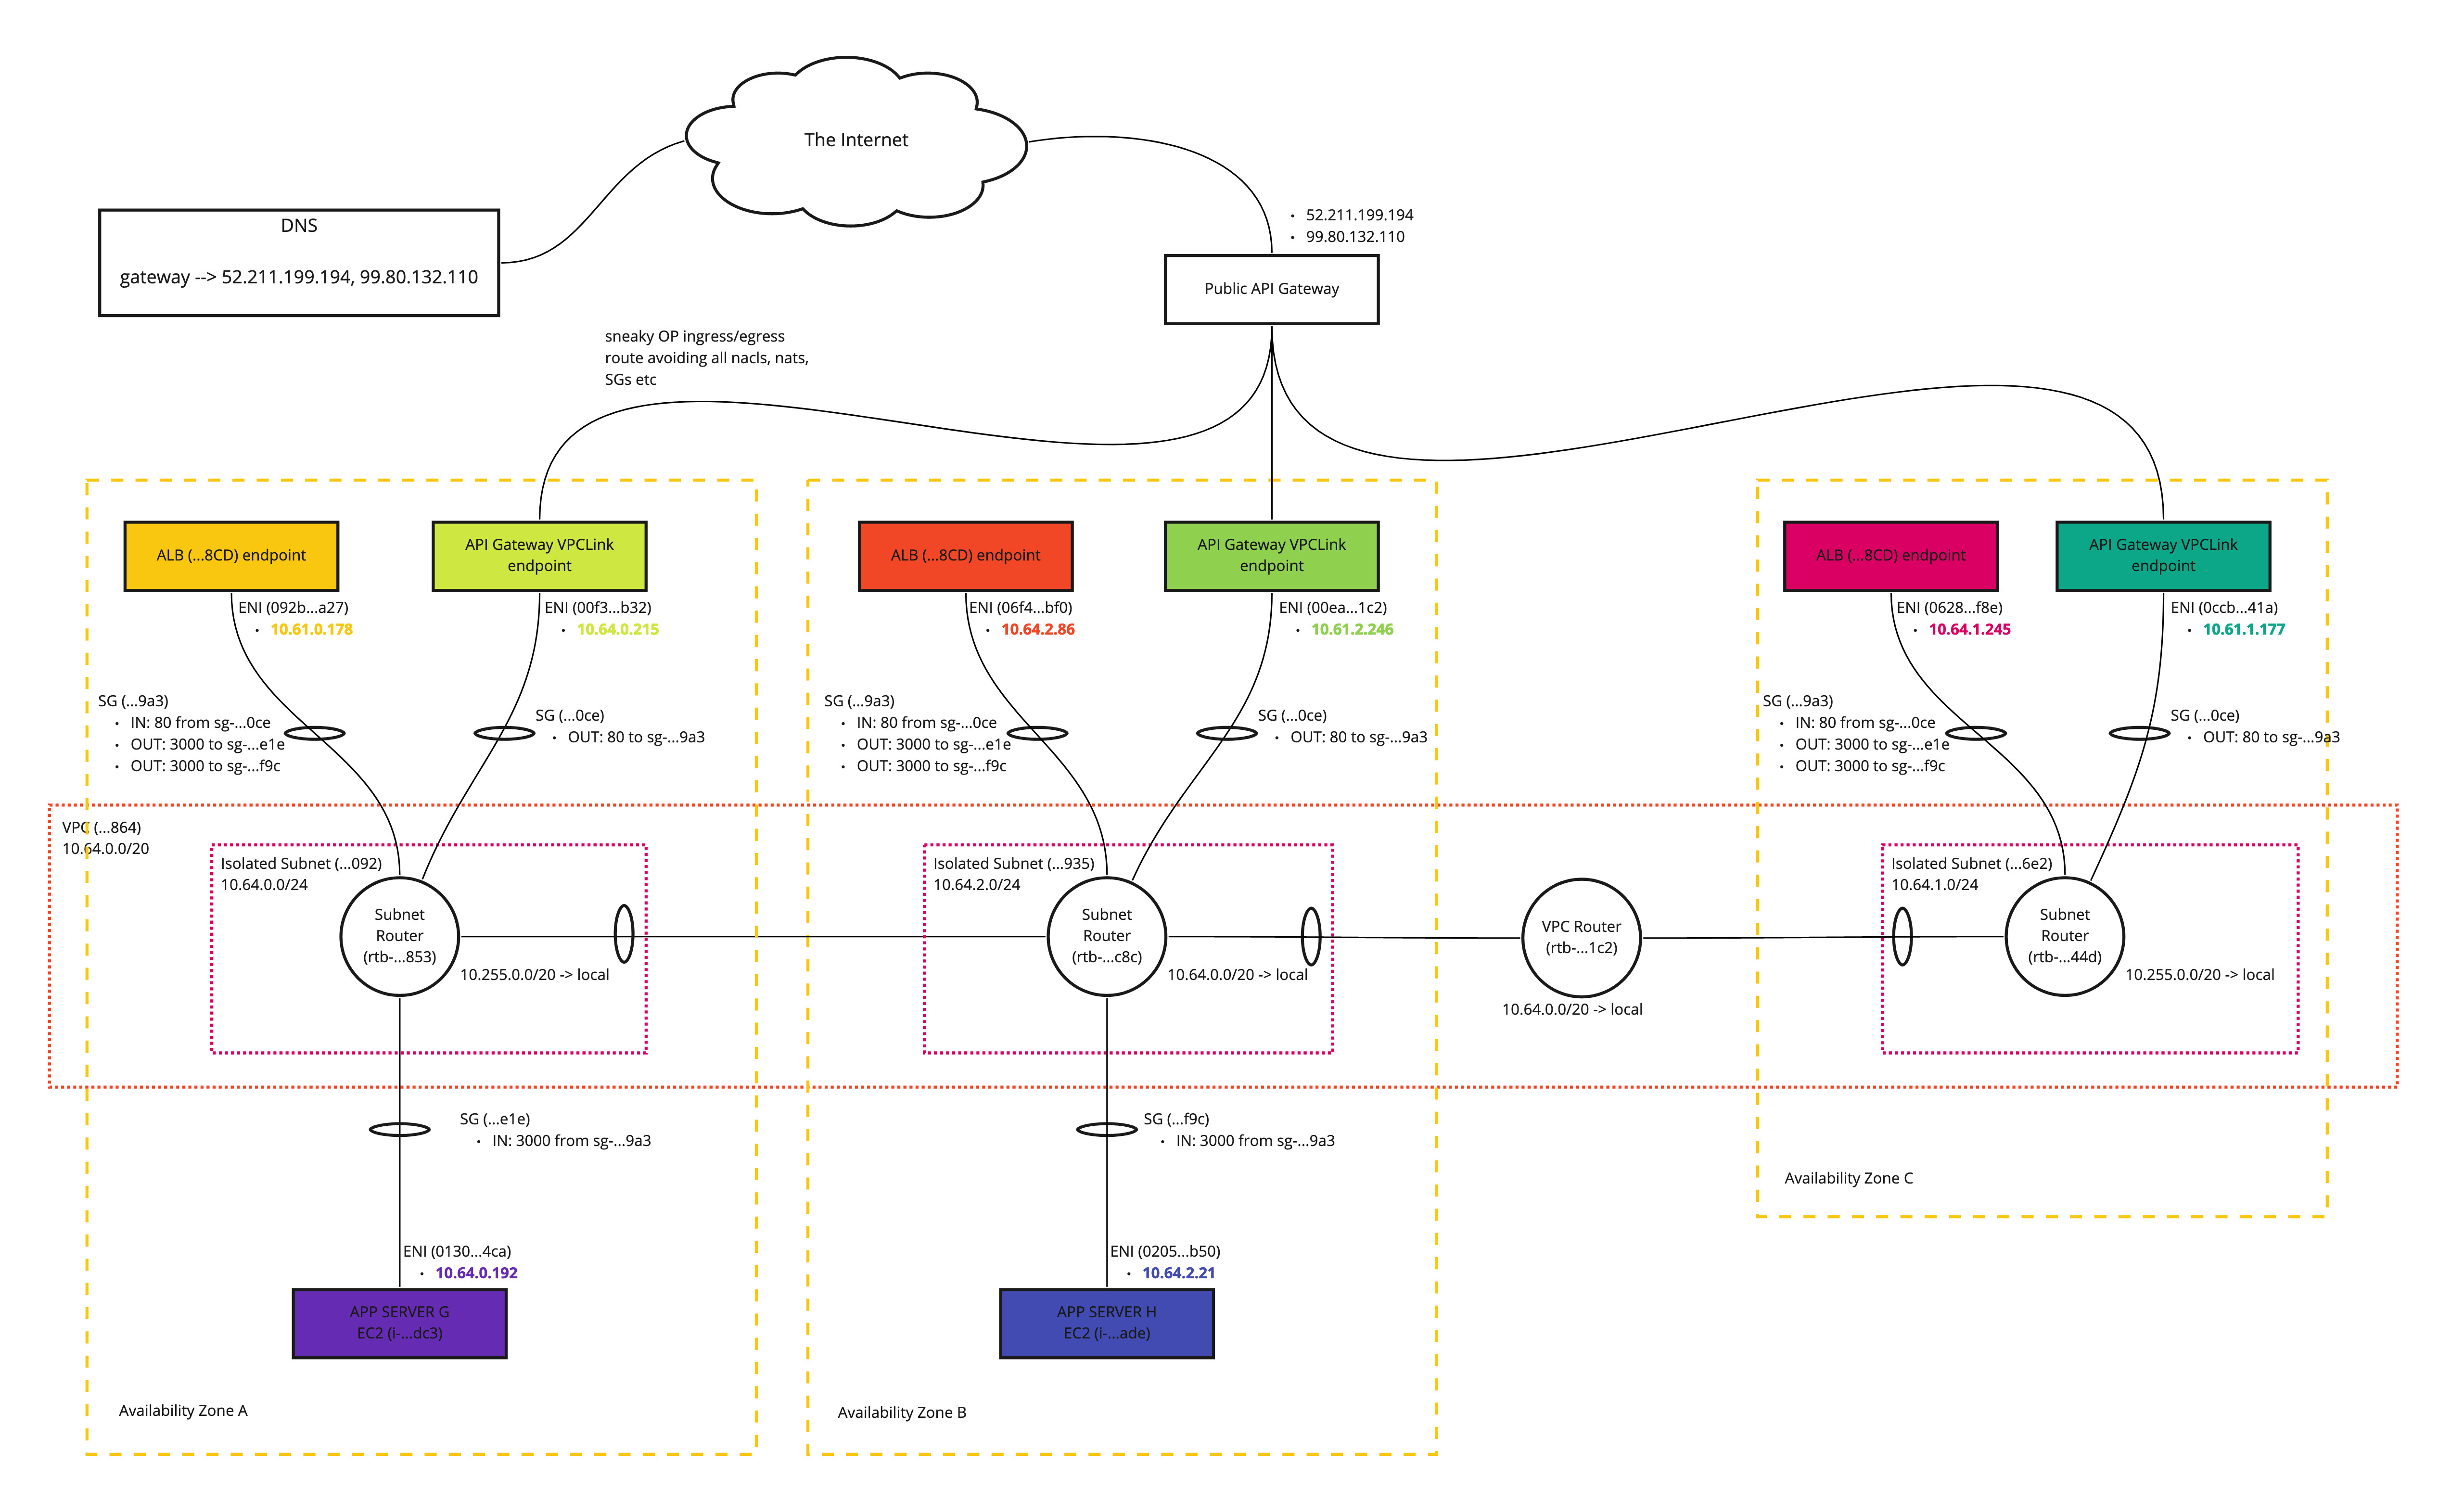 The Internet
DNS
gateway --> 52.211.199.194, 99.80.132.110
• 52.211.199.194
• 99.80.132.110
Public API Gateway
sneaky OP ingress/egress
route avoiding all nacls, nats,
SGs etc
ALB (...8CD) endpoint
ENI (092b...a27)
• 10.61.0.178
API Gateway VPCLink
endpoint
ENI (00f3...b32)
• 10.64.0.215
SG (...9a3)
• IN: 80 from sg-...0ce
• OUT: 3000 to sg-...e1e
• OUT: 3000 to sg-...f9c
SG (...0ce)
• OUT: 80 to sg-...9a3
ALB (...8CD) endpoint
ENI (06f4...bf0)
• 10.64.2.86
API Gateway VPCLink
endpoint
ENI (00ea...1c2)
• 10.61.2.246
SG (...9a3)
• IN: 80 from sg-...0ce
• OUT: 3000 to sg-...e1e
• OUT: 3000 to sg-...f9c
SG (...0ce)
• OUT: 80 to sg-...9a3
ALB (...8CD) endpoint
ENI (0628...f8e)
• 10.64.1.245
API Gateway VPCLink
endpoint
ENI (0ccb...41a)
• 10.61.1.177
SG (...9a3)
• IN: 80 from sg-...0ce
• OUT: 3000 to sg-...e1e
• OUT: 3000 to sg-...f9c
SG (...0ce)
• OUT: 80 to sg-...9a3
VPC (...864)
10.64.0.0/20
Isolated Subnet (...092)
10.64.0.0/24
Subnet
Router
(rtb-...853)
10.255.0.0/20 -> local
Isolated Subnet (...935)
10.64.2.0/24
Subnet
Router
(rtb-...c8c)
10.64.0.0/20 -> local
VPC Router
(rtb-...1c2)
10.64.0.0/20 -> local
Isolated Subnet (...6e2)
10.64.1.0/24
Subnet
Router
(rtb-...44d)
10.255.0.0/20 -> local
SG (...e1e)
• IN: 3000 from sg-...9a3
ENI (0130...4ca)
• 10.64.0.192
APP SERVER G
EC2 (i-...dc3)
Availability Zone A
SG (...f9c)
• IN: 3000 from sg-...9a3
ENI (0205...b50)
• 10.64.2.21
APP SERVER H
EC2 (i-...ade)
Availability Zone B
Availability Zone C